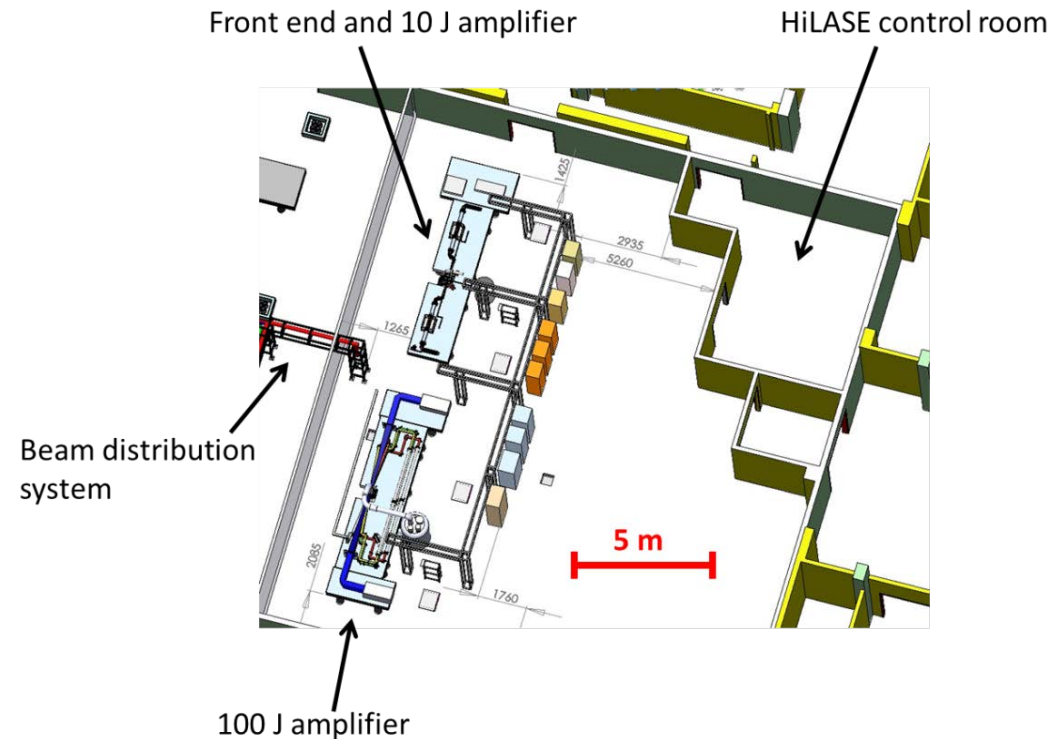 Front end and 10 J amplifier
HiLASE control room
1425
2935
5260
1265
Beam distribution
system
5 m
2085
1760
100 J amplifier